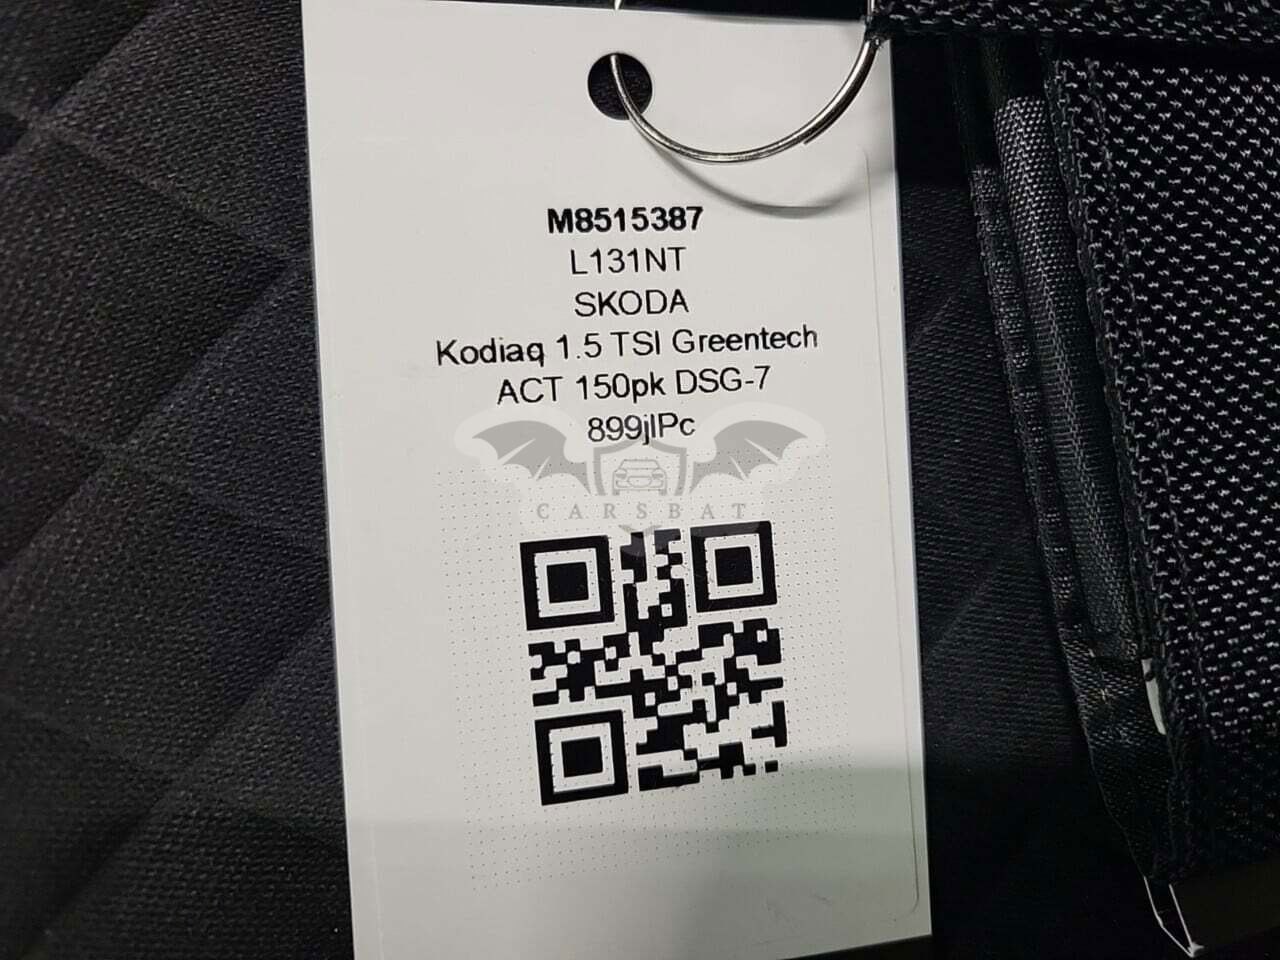 M8515387
L131NT
SKODA
Kodiaq 1.5 TSI Greentech
ACT 150pk DSG-7
899jlPc
CARSBAT